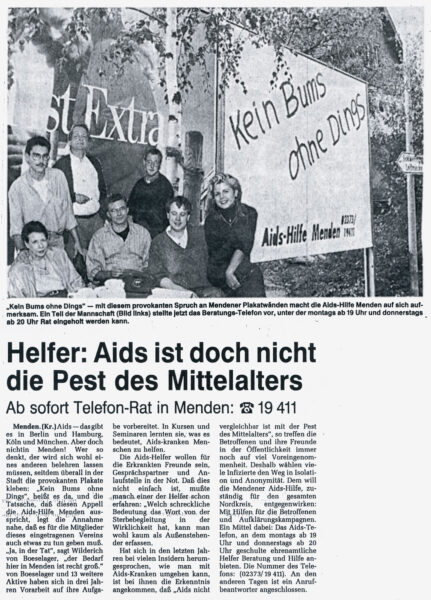 st Extra
Kein Bums
ohne Dings
Aids-Hilfe Menden 02373/
19411
„Kein Bums ohne Dings" — mit diesem provokanten Spruch an Mendener Plakatwänden macht die Aids-Hilfe Menden auf sich auf-
merksam. Ein Teil der Mannschaft (Bild links) stellte jetzt das Beratungs-Telefon vor, unter der montags ab 19 Uhr und donnerstags
ab 20 Uhr Rat eingeholt werden kann.
Helfer: Aids ist doch nicht
die Pest des Mittelalters
Ab sofort Telefon-Rat in Menden: ☎ 19 411
Menden. (Kr.) Aids — das gibt
es in Berlin und Hamburg,
Köln und München. Aber doch
nicht in Menden! Wer so
denkt, der wird sich wohl ei-
nes anderen belehren lassen
müssen, seitdem überall in der
Stadt die provokanten Plakate
kleben: „Kein Bums ohne
Dings", heißt es da, und die
Tatsache, daß diesen Appell
die Aids-Hilfe Menden aus-
spricht, legt die Annahme
nahe, daß es für die Mitglieder
dieses eingetragenen Vereins
auch etwas zu tun geben muß.
„Ja, in der Tat", sagt Wilderich
von Boeselager, „der Bedarf
hier in Menden ist recht groß."
von Boeselager und 13 weitere
Aktive haben sich in drei Jah-
ren Vorarbeit auf ihre Aufga-
be vorbereitet. In Kursen und
Seminaren lernten sie, was es
bedeutet, Aids-kranken Men-
schen zu helfen.
Die Aids-Helfer wollen für
die Erkrankten Freunde sein,
Gesprächspartner und An-
laufstelle in der Not. Daß dies
nicht einfach ist, mußte
manch einer der Helfer schon
erfahren: „Welch schreckliche
Bedeutung das Wort von der
Sterbebegleitung in der
Wirklichkeit hat, kann man
wohl kaum als Außenstehen-
der erfassen.
Hat sich in den letzten Jah-
ren bei vielen Insidern herum-
gesprochen, wie man mit
Aids-Kranken umgehen kann,
ist bei ihnen die Erkenntnis
angekommen, daß „Aids nicht
vergleichbar ist mit der Pest
des Mittelalters", so treffen die
Betroffenen und ihre Freunde
in der Öffentlichkeit immer
noch auf viel Voreingenom-
menheit. Deshalb wählen vie-
le Infizierte den Weg in Isolati-
on und Anonymität. Dem will
die Mendener Aids-Hilfe, zu-
ständig für den gesamten
Nordkreis, entgegenwirken:
Mit Hilfen für die Betroffenen
und Aufklärungskampagnen.
Ein Mittel dabei: Das Aids-Te-
lefon, an dem montags ab 19
Uhr und donnerstags ab 20
Uhr geschulte ehrenamtliche
Helfer Beratung und Hilfe an-
bieten. Die Nummer des Tele-
fons: (02373/19 411). An den
anderen Tagen ist ein Anruf-
beantworter angeschlossen.